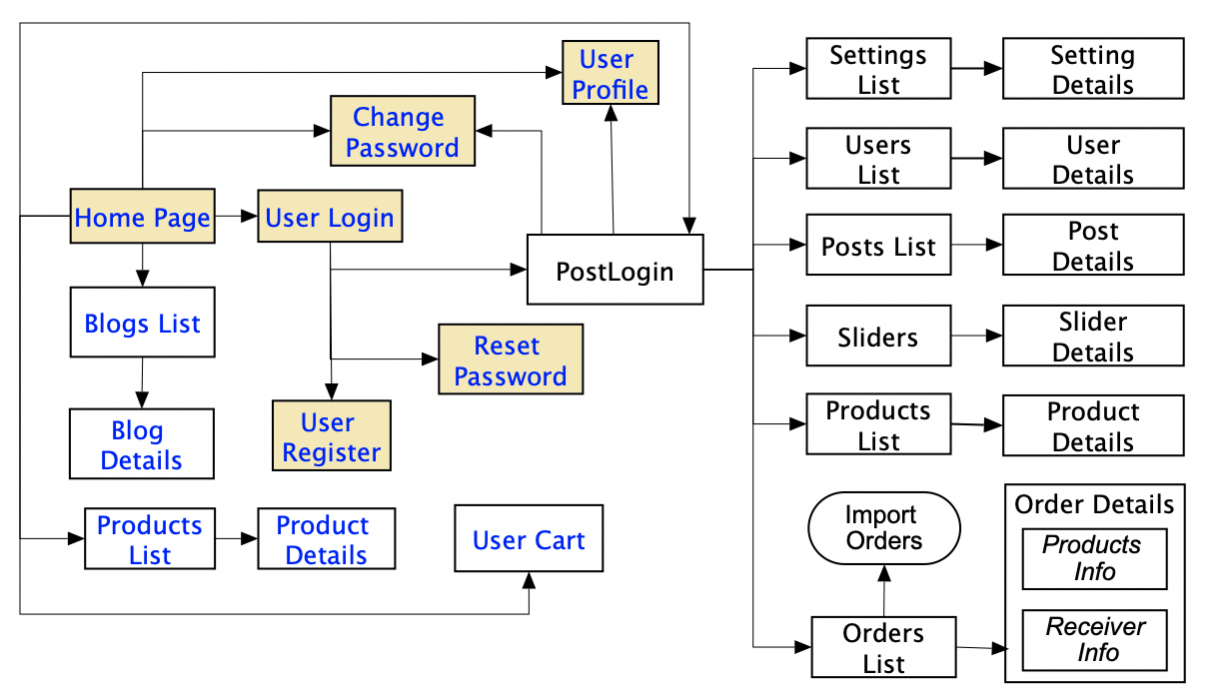 User
Profile
Change
Password
Home Page
User Login
PostLogin
Blogs List
Reset
Password
User
Register
Blog
Details
Products
List
Product
Details
User Cart
Settings
List
Setting
Details
Users
List
User
Details
Posts List
Post
Details
Sliders
Slider
Details
Products
List
Product
Details
Import
Orders
Order Details
Products
Info
Receiver
Info
Orders
List